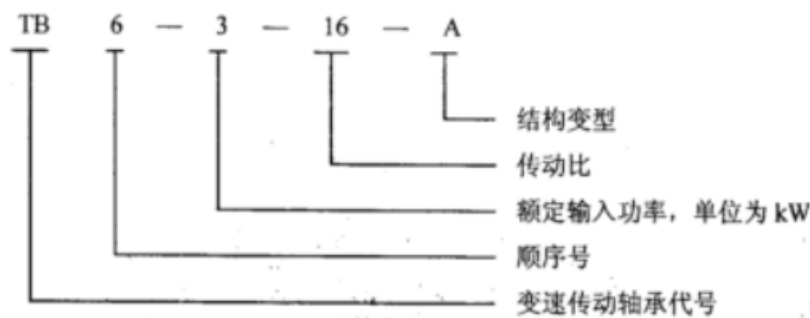 TB 6 — 3 — 16 — A
结构变型
传动比
额定输入功率，单位为 kW
顺序号
变速传动轴承代号